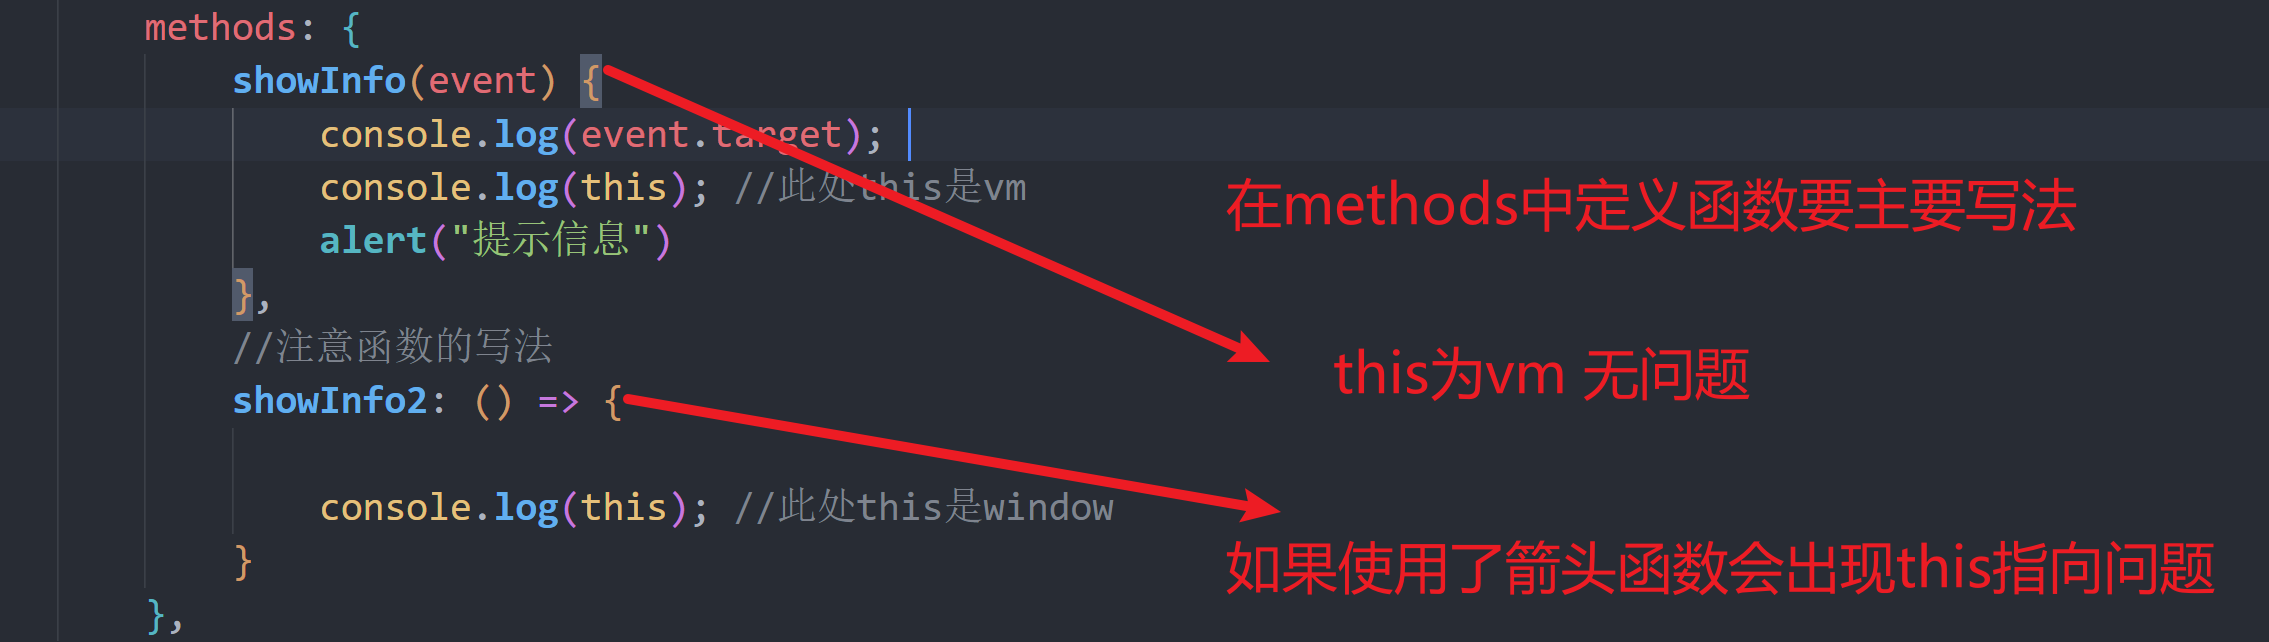 methods: {
showInfo(event) {
console.log(event.target);
console.log(this); //此处this是vm
alert("提示信息")
},
//注意函数的写法
showInfo2: () => {
console.log(this); //此处this是window
}
},
在methods中定义函数要主要写法
this为vm 无问题
如果使用了箭头函数会出现this指向问题